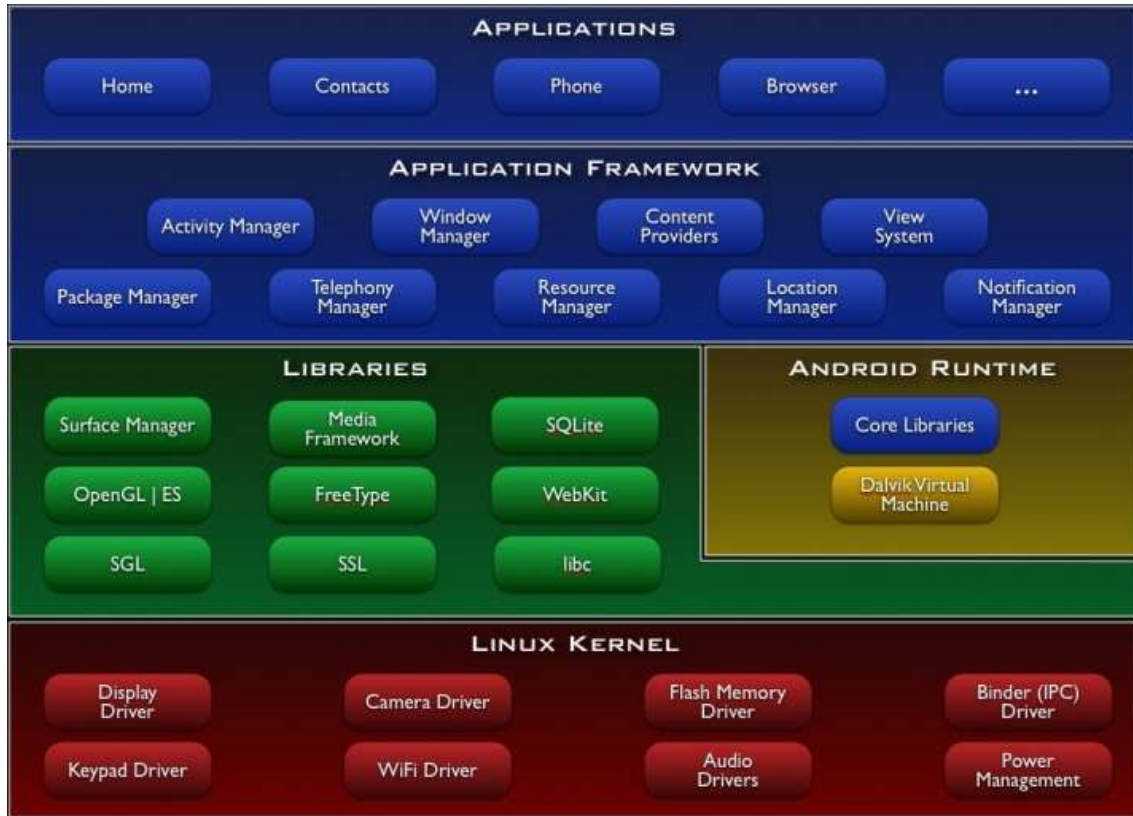 APPLICATIONS
Home
Contacts
Phone
Browser
...
APPLICATION FRAMEWORK
Activity Manager
Window
Manager
Content
Providers
View
System
Package Manager
Telephony
Manager
Resource
Manager
Location
Manager
Notification
Manager
LIBRARIES
Surface Manager
Media
Framework
SQLite
OpenGL | ES
FreeType
WebKit
SGL
SSL
libc
ANDROID RUNTIME
Core Libraries
Dalvik Virtual
Machine
LINUX KERNEL
Display
Driver
Camera Driver
Flash Memory
Driver
Binder (IPC)
Driver
Keypad Driver
WiFi Driver
Audio
Drivers
Power
Management